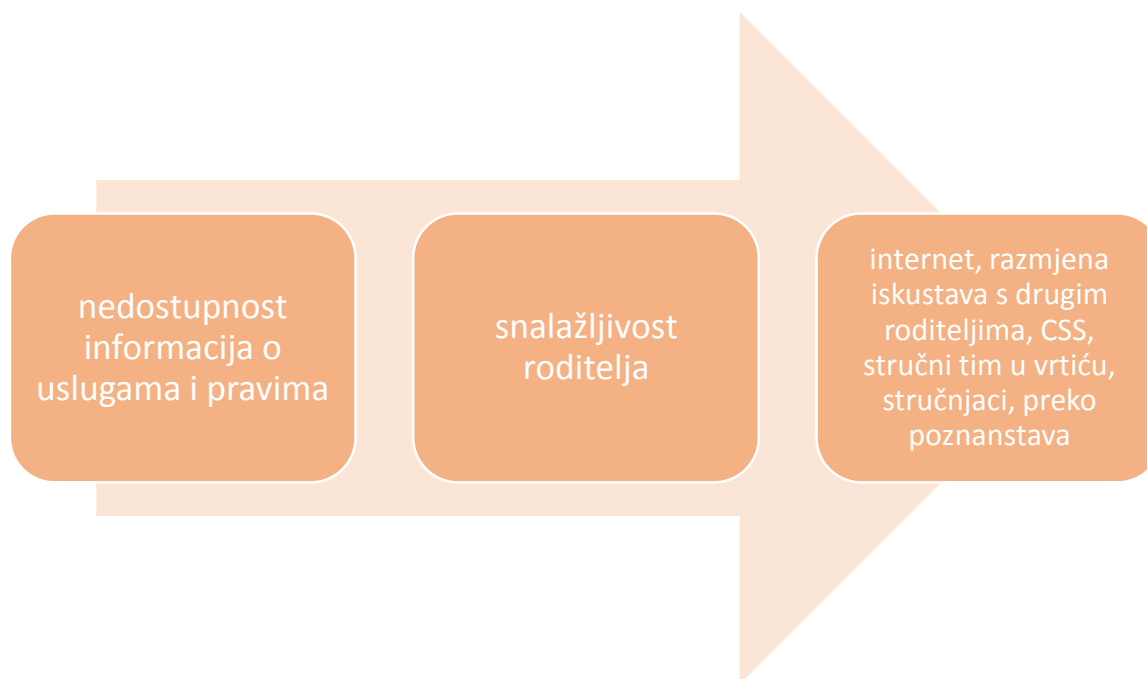 nedostupnost
informacija o
uslugama i pravima
snalažljivost
roditelja
internet, razmjena
iskustava s drugim
roditeljima, CSS,
stručni tim u vrtiću,
stručnjaci, preko
poznanstava